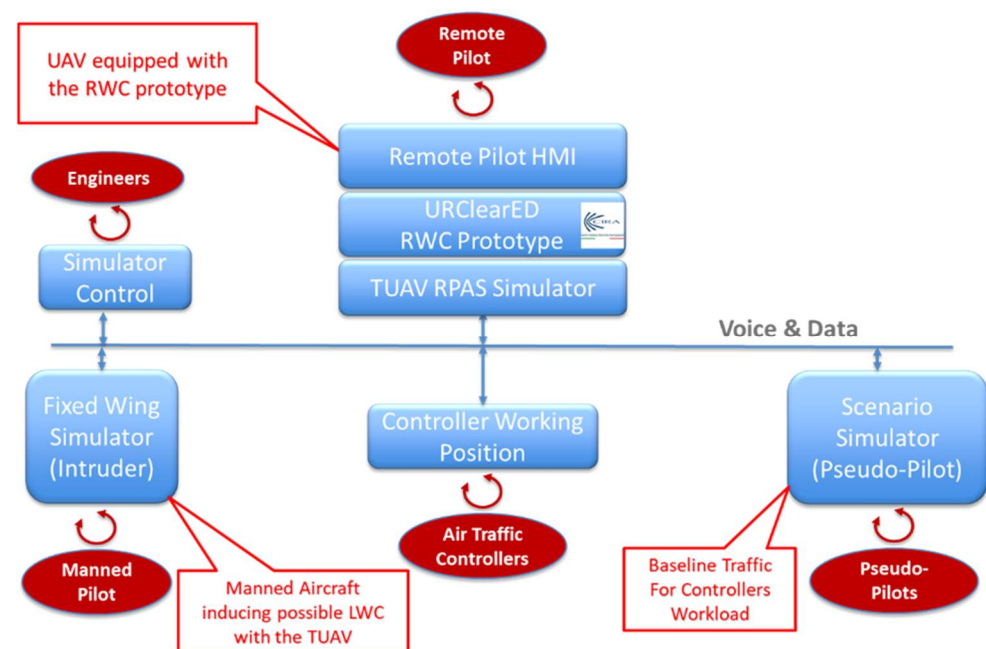 Remote
Pilot
UAV equipped with
the RWC prototype
Remote Pilot HMI
Engineers
URClearED
RWC Prototype
CIRA
Simulator
Control
TUAV RPAS Simulator
Voice & Data
Fixed Wing
Simulator
(Intruder)
Controller Working
Position
Scenario
Simulator
(Pseudo-Pilot)
Manned
Pilot
Air Traffic
Controllers
Pseudo-
Pilots
Manned Aircraft
inducing possible LWC
with the TUAV
Baseline Traffic
For Controllers
Workload